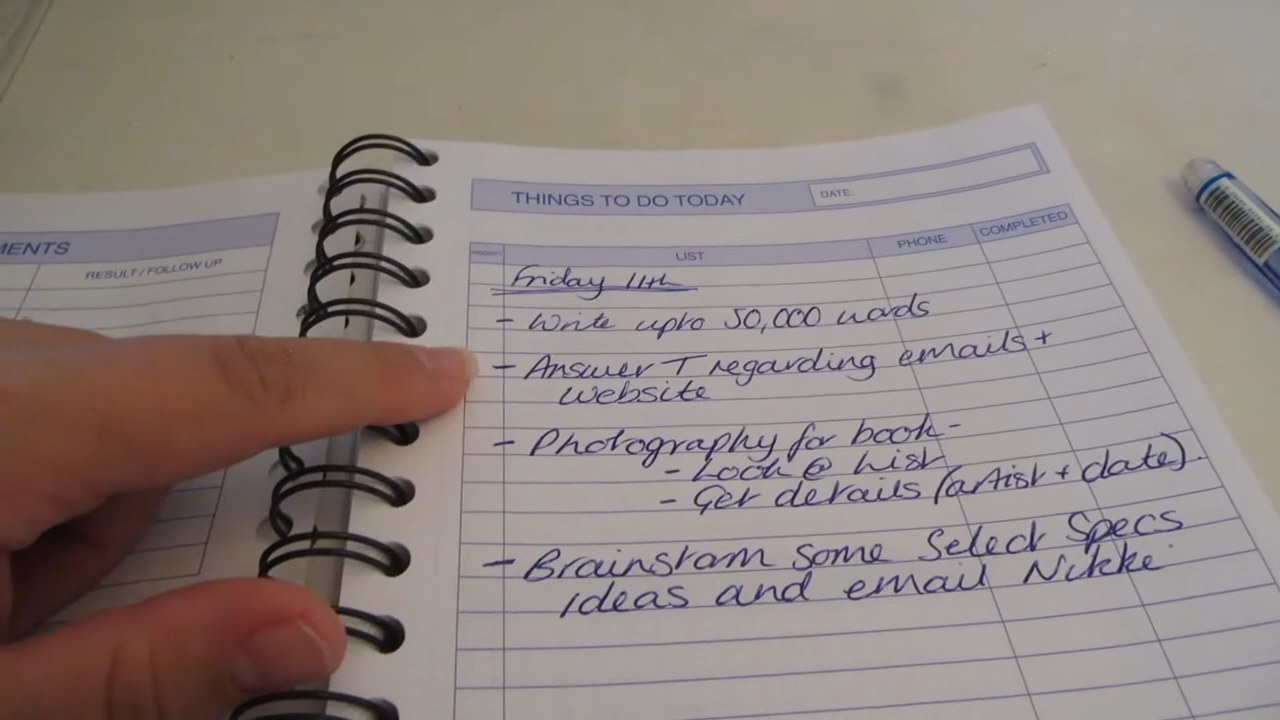 MENTS
RESULT / FOLLOW UP
THINGS TO DO TODAY
DATE:
PRIORITY LIST PHONE COMPLETED
Friday 11th
- Write upto 50,000 words
- Answer T regarding emails +
website
- Photography for book -
- Look @ list
- Get details (artist + date).
- Brainstorm some Select Specs
ideas and email Nikke